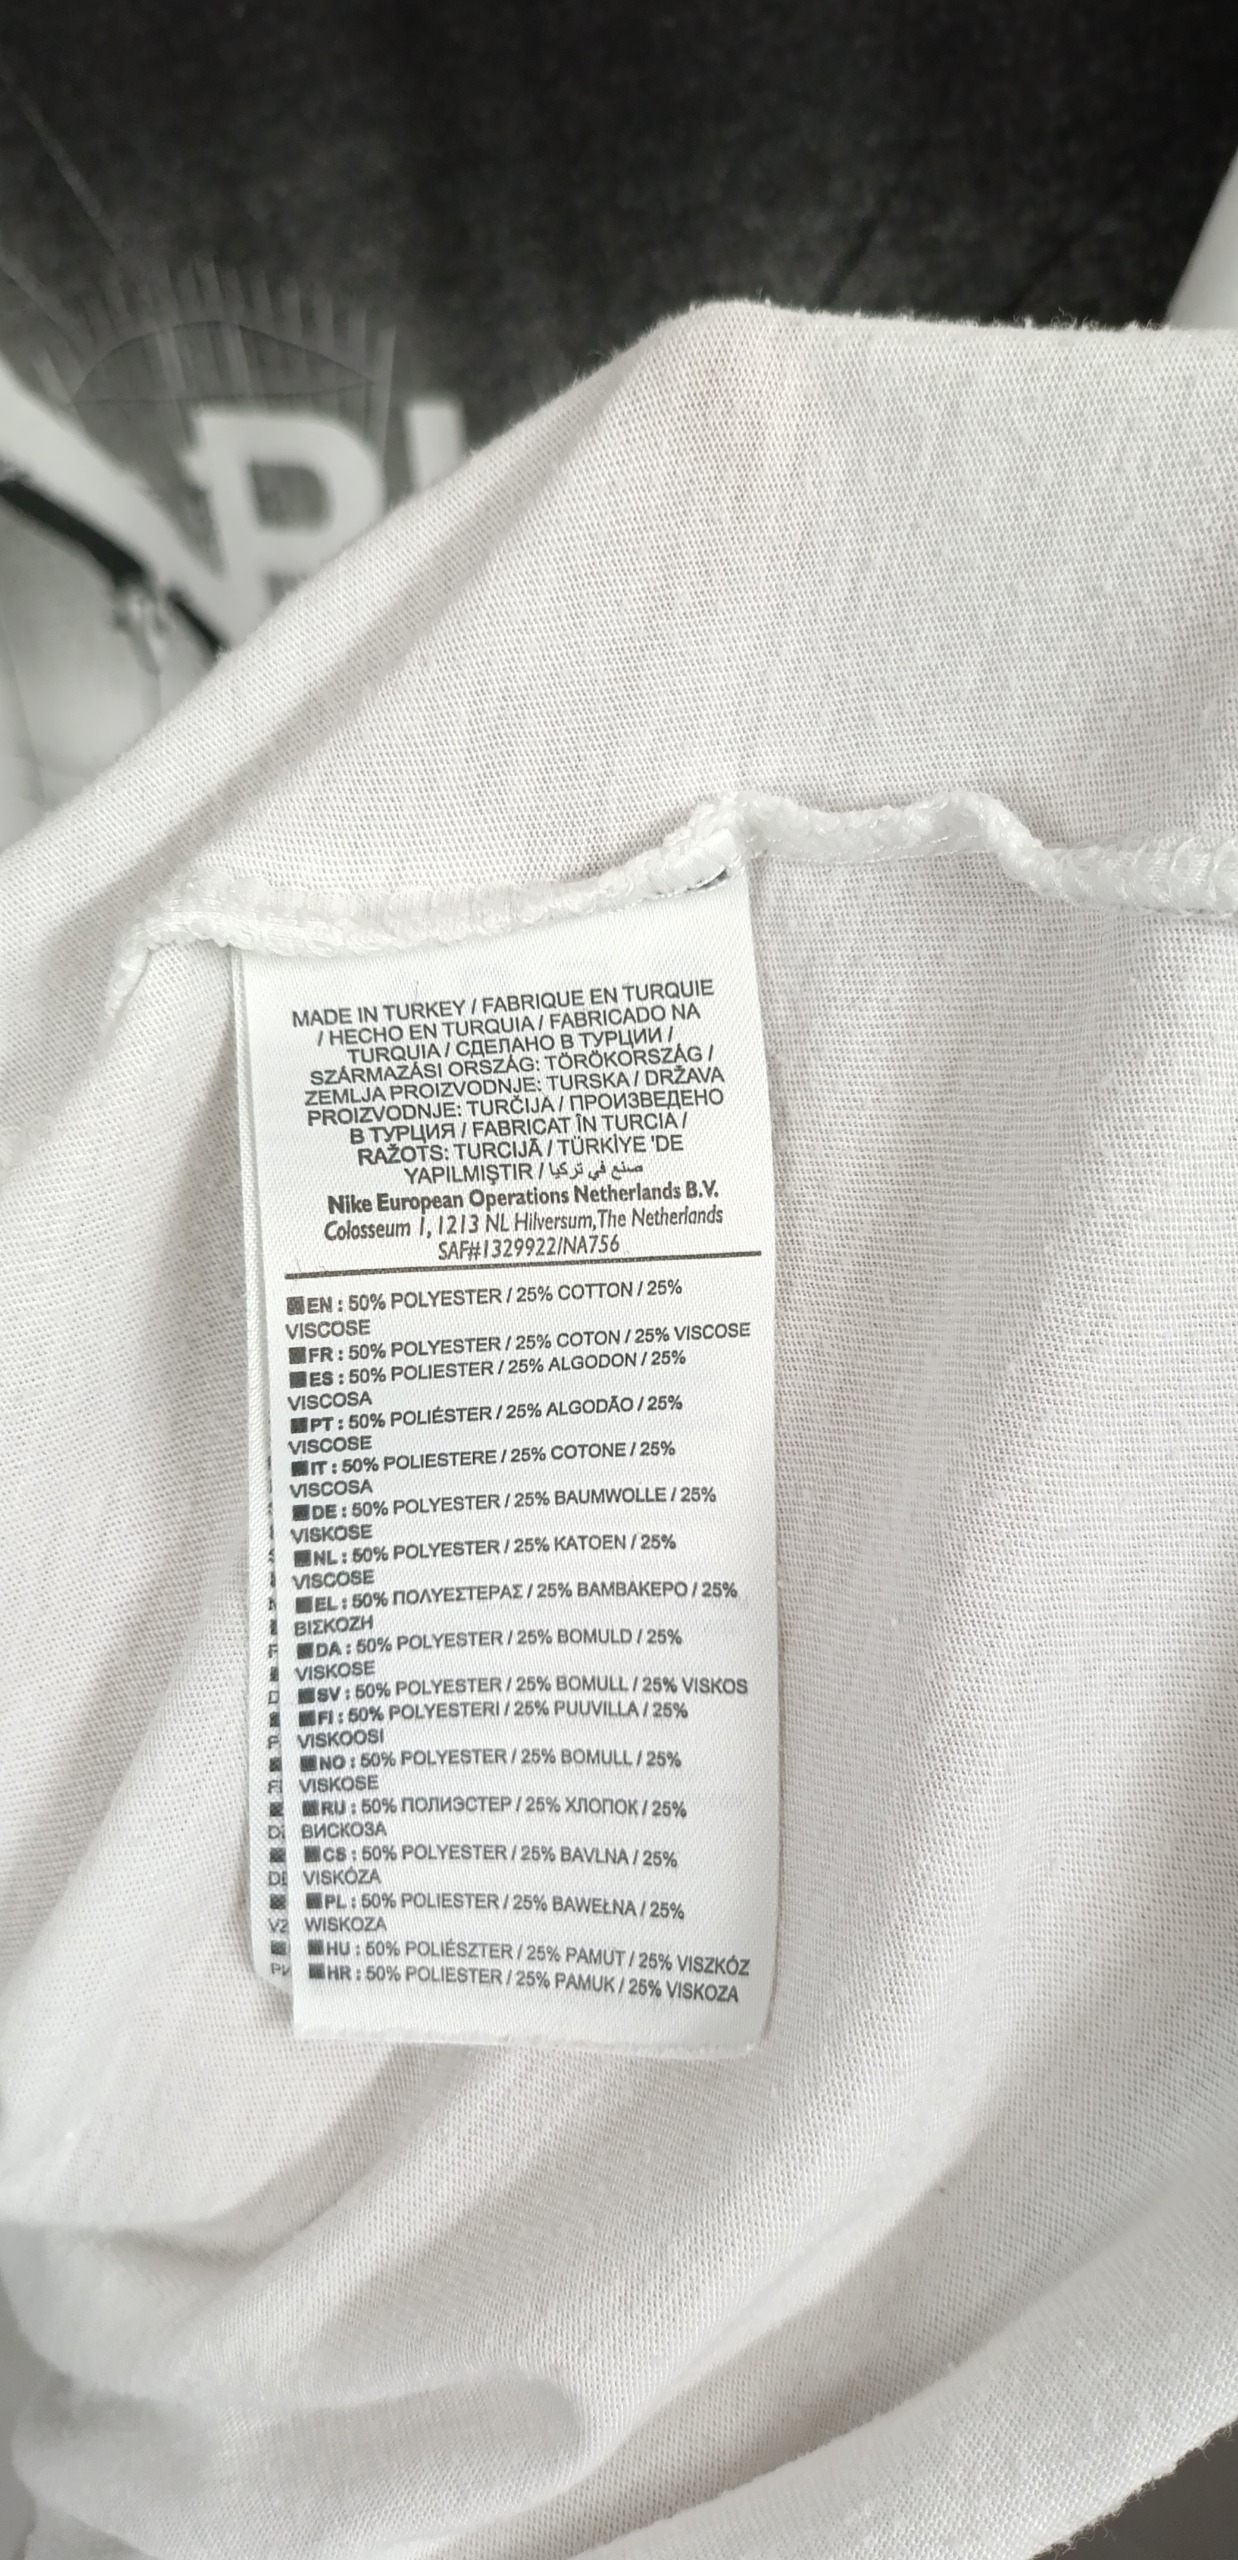 PL
MADE IN TURKEY / FABRIQUE EN TURQUIE
/ HECHO EN TURQUIA / FABRICADO NA
TURQUIA / СДЕЛАНО В ТУРЦИИ /
SZÁRMAZÁSI ORSZÁG: TÖRÖKORSZÁG /
ZEMLJA PROIZVODNJE: TURSKA / DRŽAVA
PROIZVODNJE: TURČIJA / ПРОИЗВЕДЕНО
В ТУРЦИЯ / FABRICAT ÎN TURCIA /
RAŽOTS: TURCIJĀ / TÜRKİYE 'DE
YAPILMIŞTIR / صنع في تركيا
Nike European Operations Netherlands B.V.
Colosseum 1, 1213 NL Hilversum,The Netherlands
SAF#1329922/NA756
EN : 50% POLYESTER / 25% COTTON / 25%
VISCOSE
FR : 50% POLYESTER / 25% COTON / 25% VISCOSE
ES : 50% POLIESTER / 25% ALGODON / 25%
VISCOSA
PT : 50% POLIÉSTER / 25% ALGODÃO / 25%
VISCOSE
IT : 50% POLIESTERE / 25% COTONE / 25%
VISCOSA
DE : 50% POLYESTER / 25% BAUMWOLLE / 25%
VISKOSE
NL : 50% POLYESTER / 25% KATOEN / 25%
VISCOSE
EL : 50% ΠΟΛΥΕΣΤΕΡΑΣ / 25% ΒΑΜΒΑΚΕΡΟ / 25%
ΒΙΣΚΟΖΗ
DA : 50% POLYESTER / 25% BOMULD / 25%
VISKOSE
SV : 50% POLYESTER / 25% BOMULL / 25% VISKOS
FI : 50% POLYESTERI / 25% PUUVILLA / 25%
VISKOOSI
NO : 50% POLYESTER / 25% BOMULL / 25%
VISKOSE
RU : 50% ПОЛИЭСТЕР / 25% ХЛОПОК / 25%
ВИСКОЗА
CS : 50% POLYESTER / 25% BAVLNA / 25%
VISKÓZA
PL : 50% POLIESTER / 25% BAWEŁNA / 25%
WISKOZA
HU : 50% POLIÉSZTER / 25% PAMUT / 25% VISZKÓZ
HR : 50% POLIESTER / 25% PAMUK / 25% VISKOZA